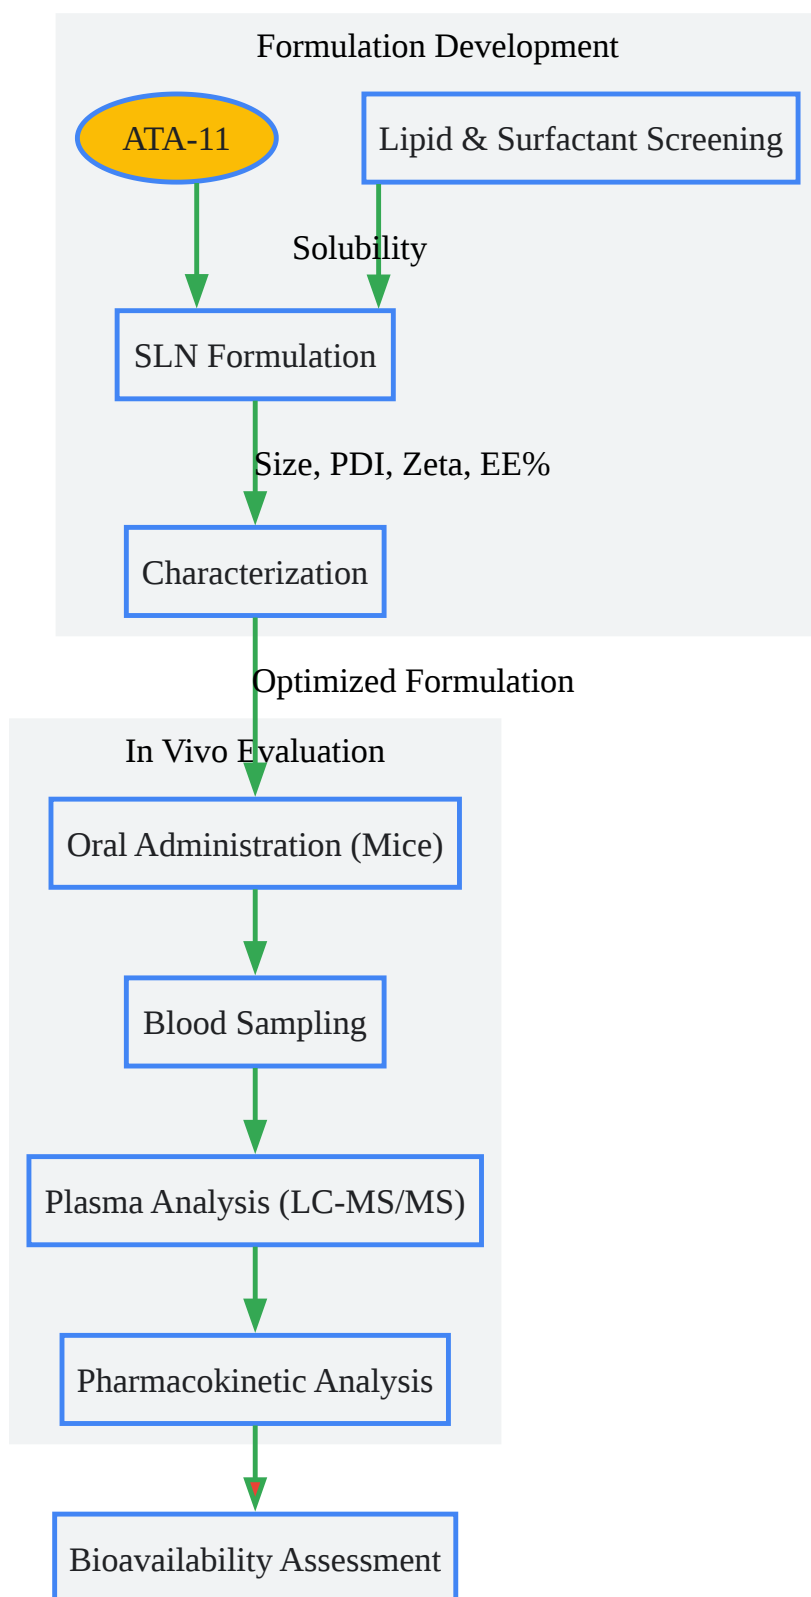 Formulation Development
ATA-11
Lipid & Surfactant Screening
Solubility
SLN Formulation
Size, PDI, Zeta, EE%
Characterization
Optimized Formulation
In Vivo Evaluation
Oral Administration (Mice)
Blood Sampling
Plasma Analysis (LC-MS/MS)
Pharmacokinetic Analysis
Bioavailability Assessment